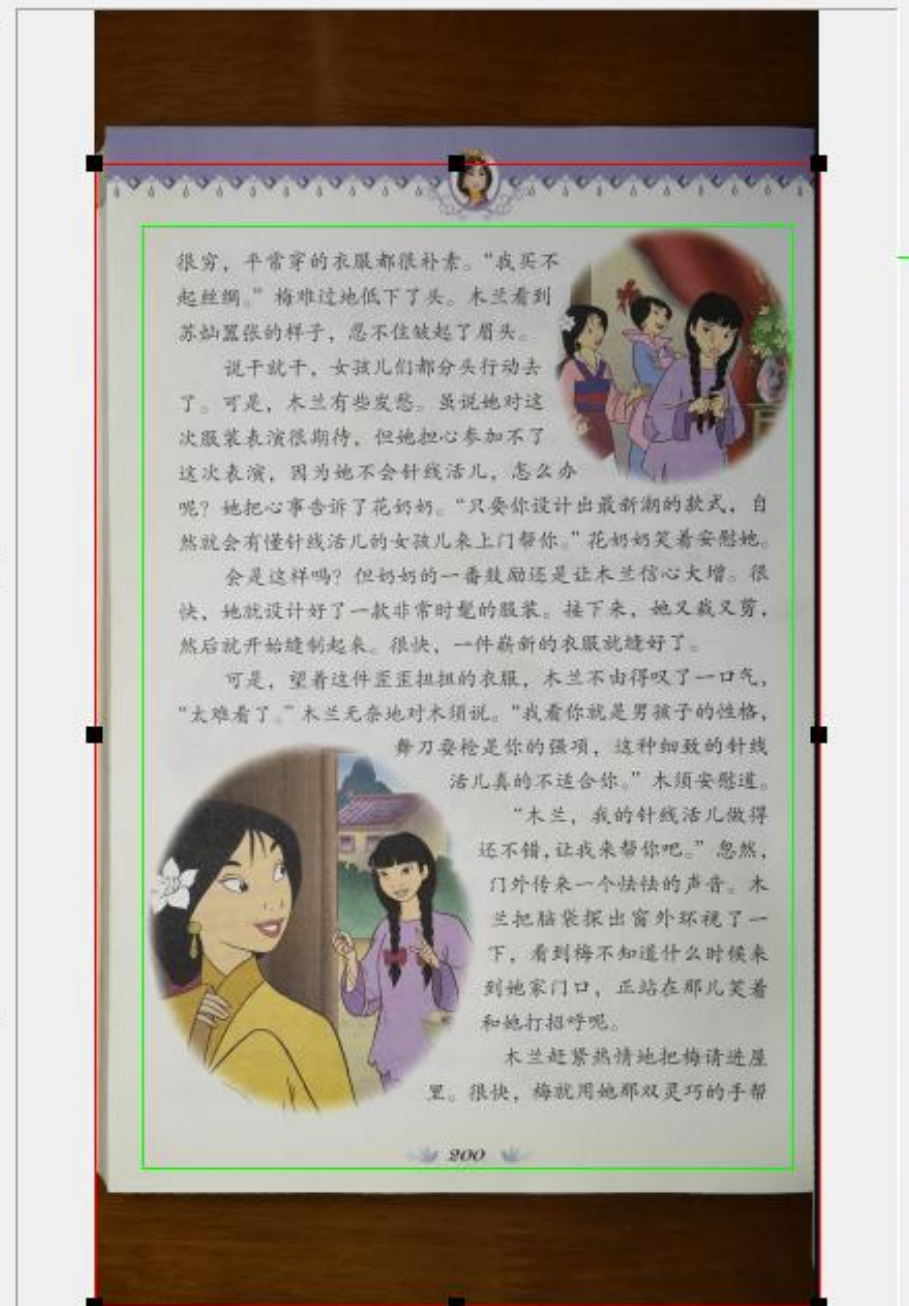 很穷，平常穿的衣服都很朴素。“我买不
起丝绸。”梅难过地低下了头。木兰看到
苏灿嚣张的样子，忍不住皱起了眉头。
说干就干，女孩儿们都分头行动去
了。可是，木兰有些发愁。虽说她对这
次服装表演很期待，但她担心参加不了
这次表演，因为她不会针线活儿，怎么办
呢？她把心事告诉了花奶奶。“只要你设计出最新潮的款式，自
然就会有懂针线活儿的女孩儿来上门帮你。”花奶奶笑着安慰她。
会是这样吗？但奶奶的一番鼓励还是让木兰信心大增。很
快，她就设计好了一款非常时髦的服装。接下来，她又裁又剪，
然后就开始缝制起来。很快，一件崭新的衣服就缝好了。
可是，望着这件歪歪扭扭的衣服，木兰不由得叹了一口气，
“太难看了。”木兰无奈地对木须说。“我看你就是男孩子的性格，
舞刀耍枪是你的强项，这种细致的针线
活儿真的不适合你。”木须安慰道。
“木兰，我的针线活儿做得
还不错，让我来帮你吧。”忽然，
门外传来一个怯怯的声音。木
兰把脑袋探出窗外环视了一
下，看到梅不知道什么时候来
到她家门口，正站在那儿笑着
和她打招呼呢。
木兰赶紧热情地把梅请进屋
里。很快，梅就用她那双灵巧的手帮
200